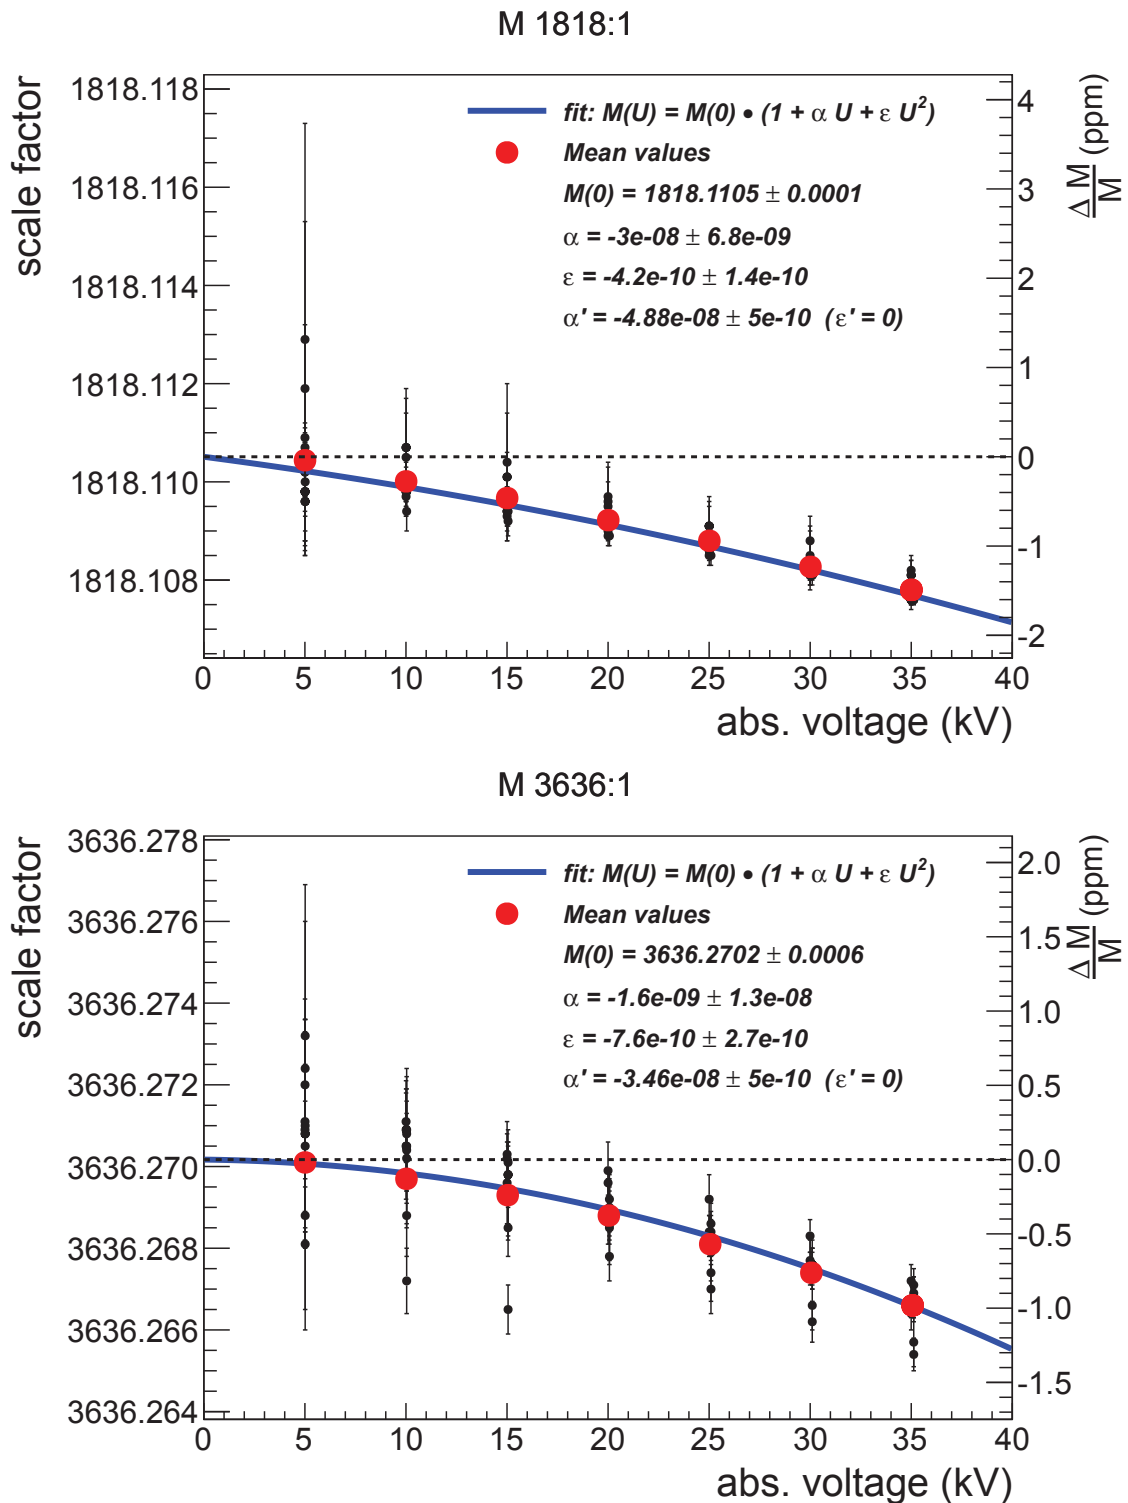 M 1818:1
scale factor
ΔM/M (ppm)
1818.118
1818.116
1818.114
1818.112
1818.110
1818.108
4
3
2
1
0
-1
-2
fit: M(U) = M(0) • (1 + α U + ε U²)
Mean values
M(0) = 1818.1105 ± 0.0001
α = -3e-08 ± 6.8e-09
ε = -4.2e-10 ± 1.4e-10
α' = -4.88e-08 ± 5e-10 (ε' = 0)
0 5 10 15 20 25 30 35 40
abs. voltage (kV)
M 3636:1
scale factor
ΔM/M (ppm)
3636.278
3636.276
3636.274
3636.272
3636.270
3636.268
3636.266
3636.264
2.0
1.5
1.0
0.5
0.0
-0.5
-1.0
-1.5
fit: M(U) = M(0) • (1 + α U + ε U²)
Mean values
M(0) = 3636.2702 ± 0.0006
α = -1.6e-09 ± 1.3e-08
ε = -7.6e-10 ± 2.7e-10
α' = -3.46e-08 ± 5e-10 (ε' = 0)
0 5 10 15 20 25 30 35 40
abs. voltage (kV)